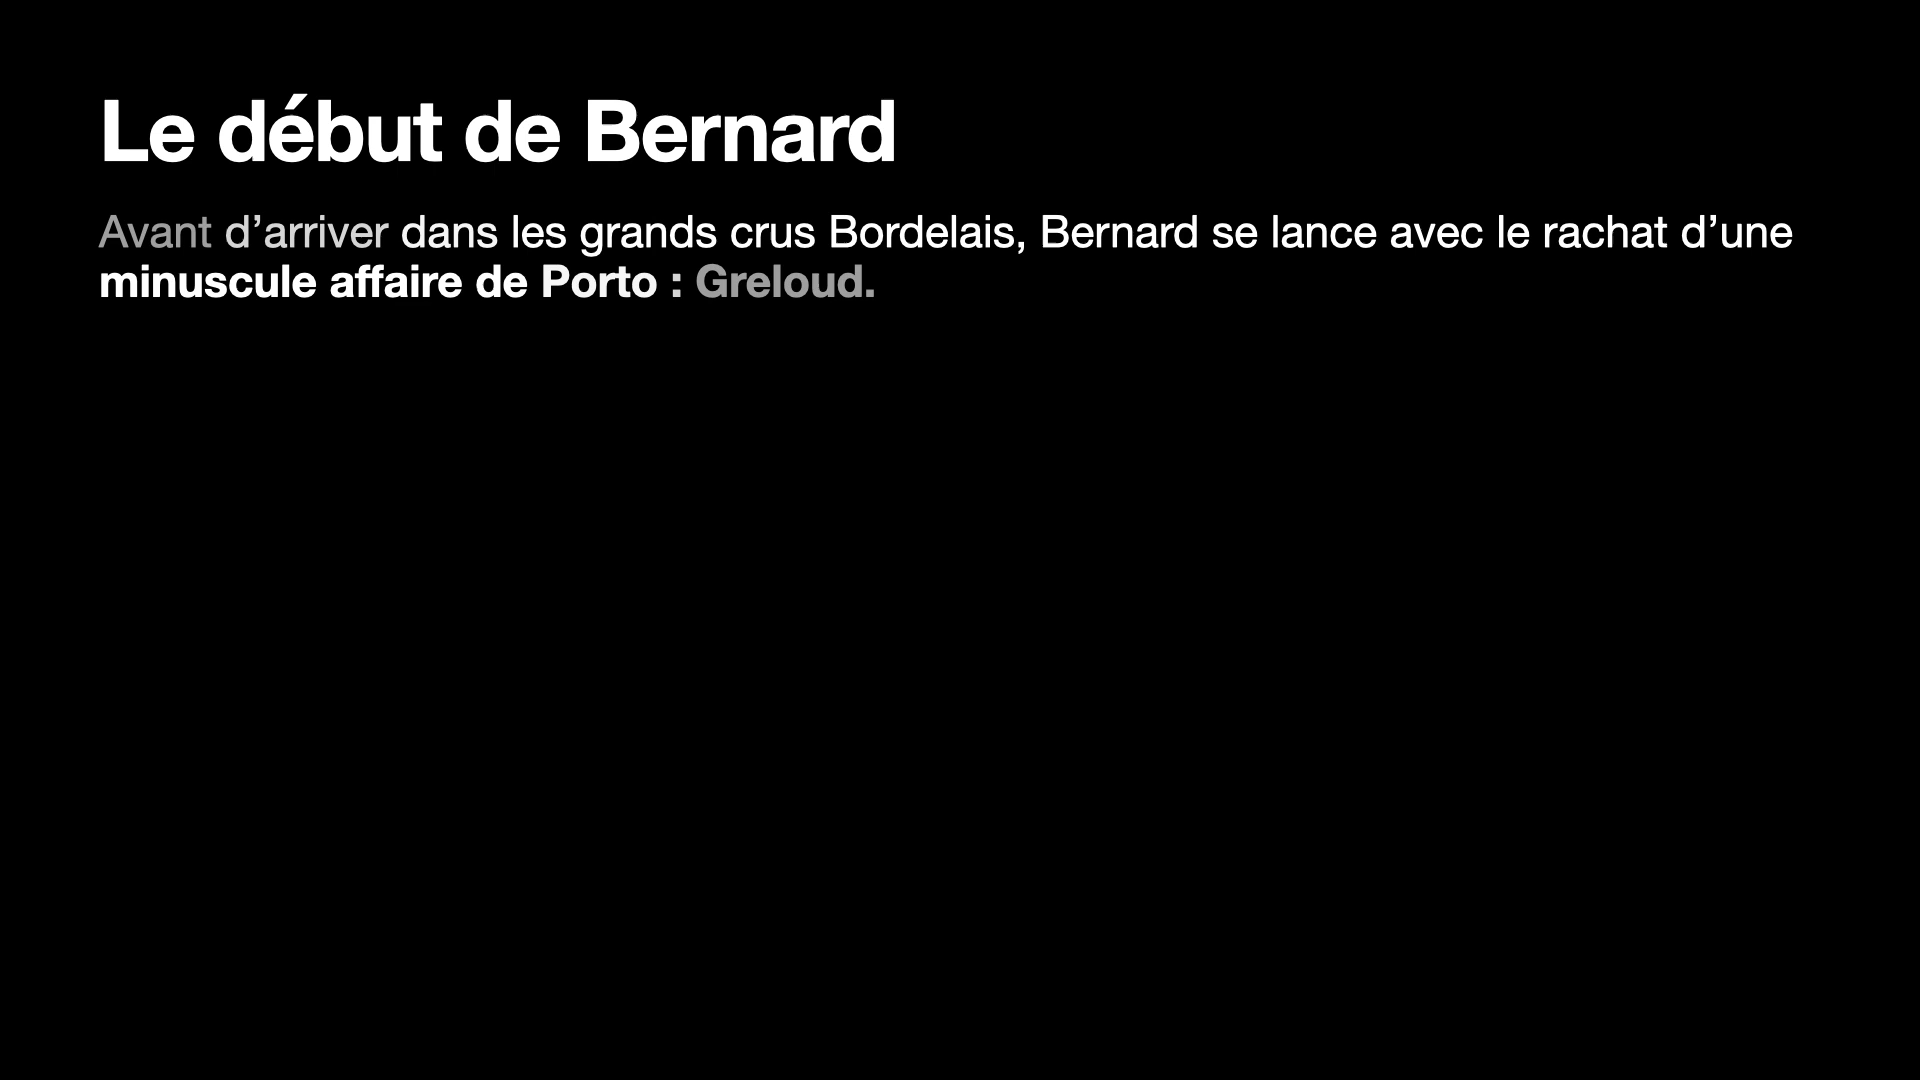 Le début de Bernard
Avant d’arriver dans les grands crus Bordelais, Bernard se lance avec le rachat d’une
minuscule affaire de Porto : Greloud.